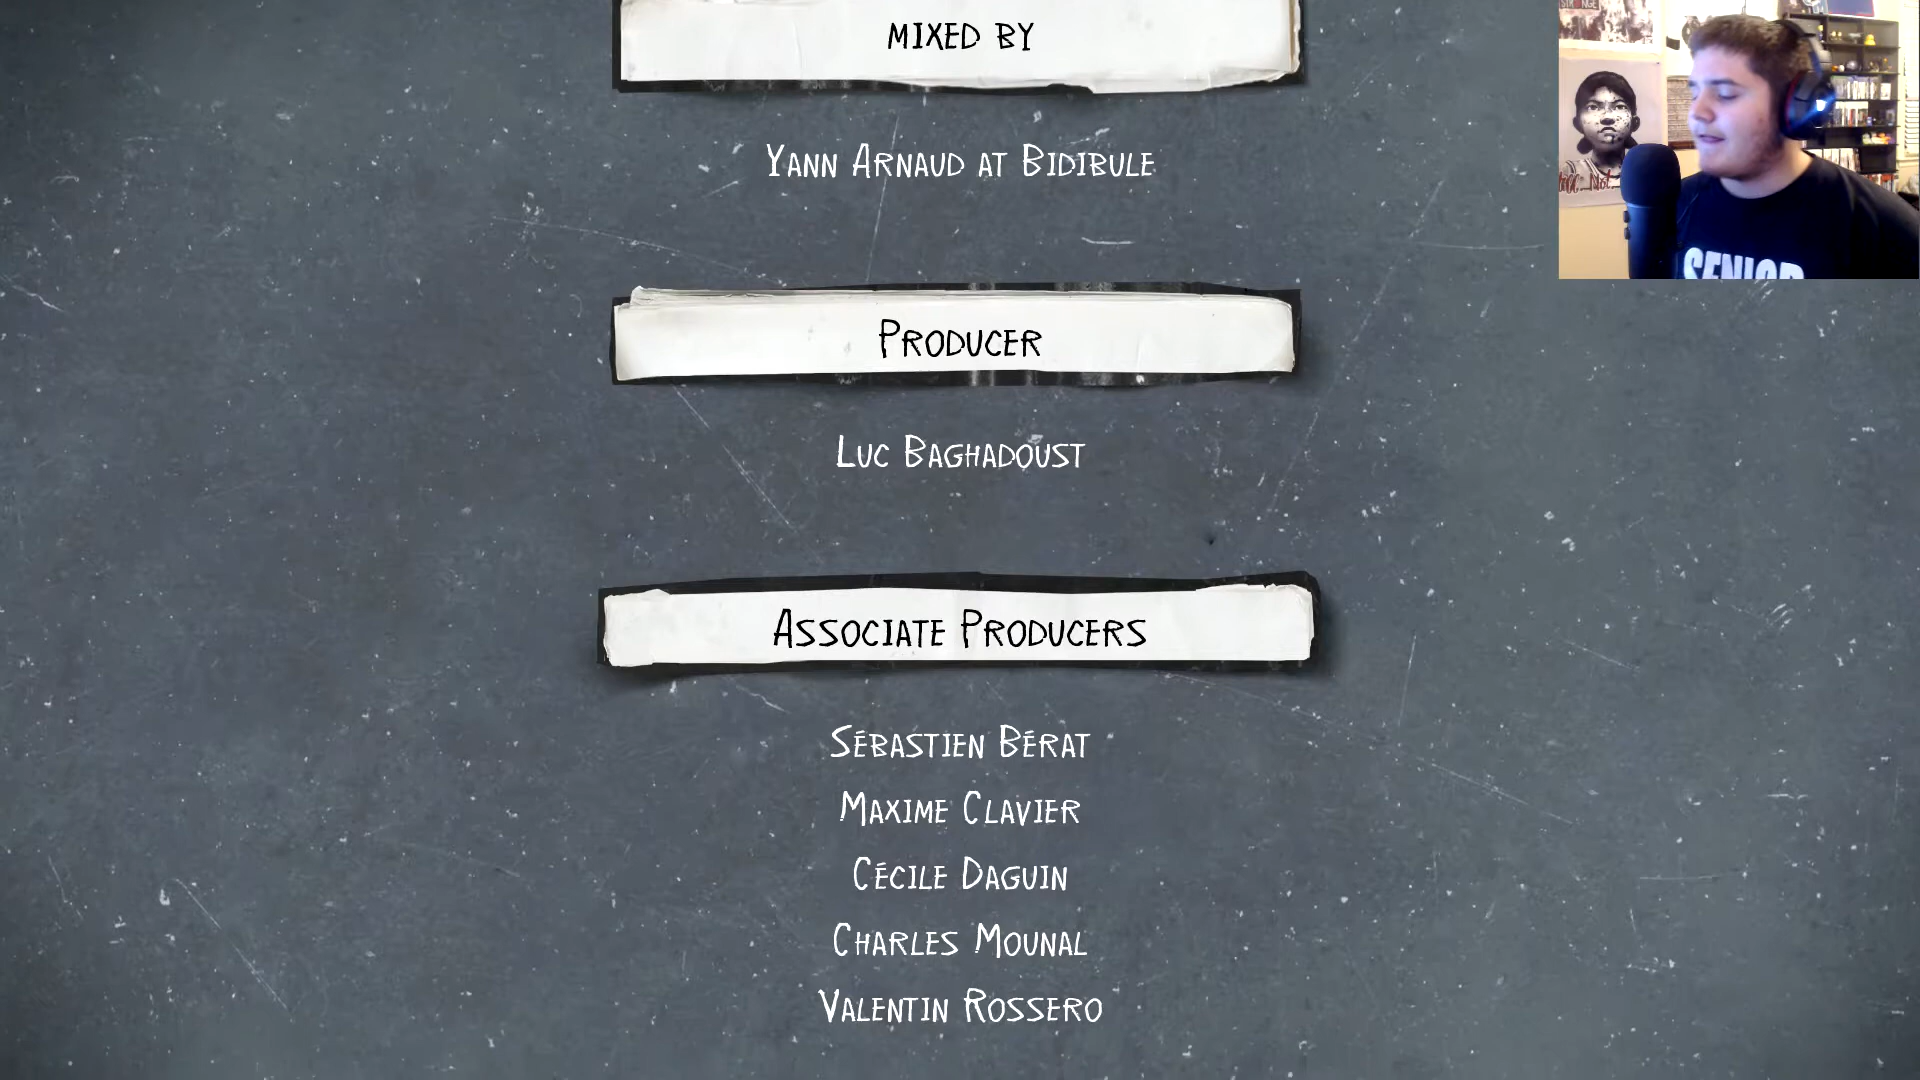 MIXED BY
YANN ARNAUD AT BIDIBULE
PRODUCER
LUC BAGHADOUST
ASSOCIATE PRODUCERS
SÉBASTIEN BÉRAT
MAXIME CLAVIER
CÉCILE DAGUIN
CHARLES MOUNAL
VALENTIN ROSSERO
SENIOR